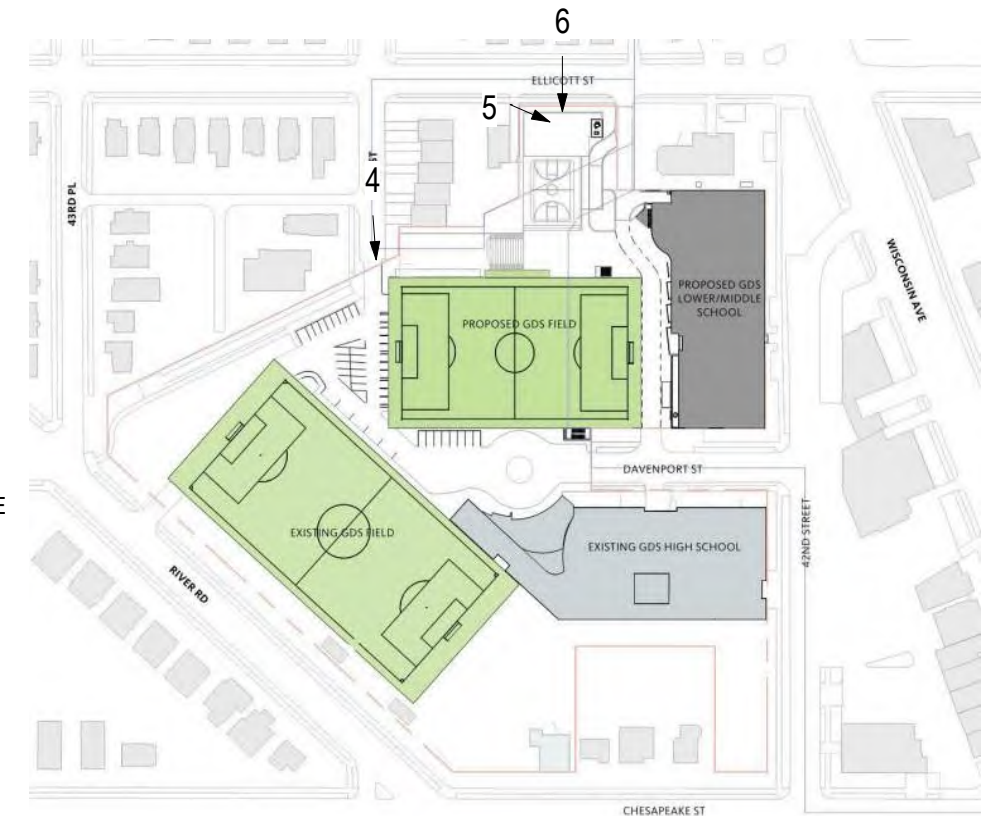 6
ELLICOTT ST
5
ST
4
43RD PL
WISCONSIN AVE
PROPOSED GDS
LOWER/MIDDLE
SCHOOL
PROPOSED GDS FIELD
DAVENPORT ST
E
EXISTING GDS FIELD
EXISTING GDS HIGH SCHOOL
42ND STREET
RIVER RD
CHESAPEAKE ST